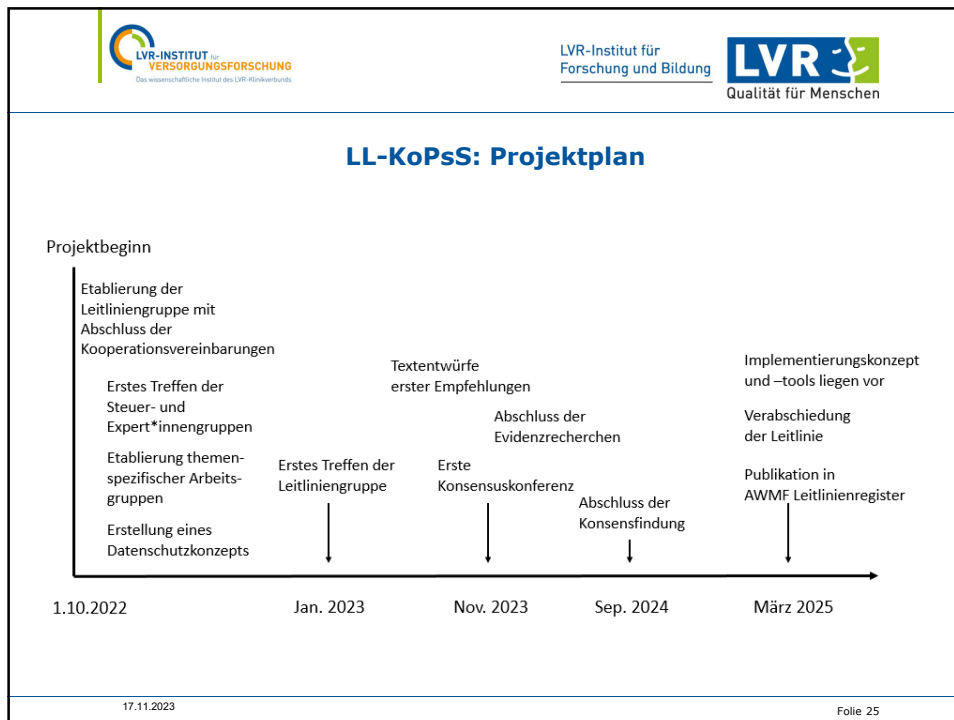 LVR-INSTITUT für
VERSORGUNGSFORSCHUNG
Das wissenschaftliche Institut des LVR-Klinikverbunds
LVR-Institut für
Forschung und Bildung
LVR
Qualität für Menschen
LL-KoPsS: Projektplan
Projektbeginn
Etablierung der
Leitliniengruppe mit
Abschluss der
Kooperationsvereinbarungen
Erstes Treffen der
Steuer- und
Expert*innengruppen
Etablierung themen-
spezifischer Arbeits-
gruppen
Erstellung eines
Datenschutzkonzepts
Erstes Treffen der
Leitliniengruppe
Textentwürfe
erster Empfehlungen
Abschluss der
Evidenzrecherchen
Erste
Konsensuskonferenz
Abschluss der
Konsensfindung
Implementierungskonzept
und –tools liegen vor
Verabschiedung
der Leitlinie
Publikation in
AWMF Leitlinienregister
1.10.2022
Jan. 2023
Nov. 2023
Sep. 2024
März 2025
17.11.2023
Folie 25